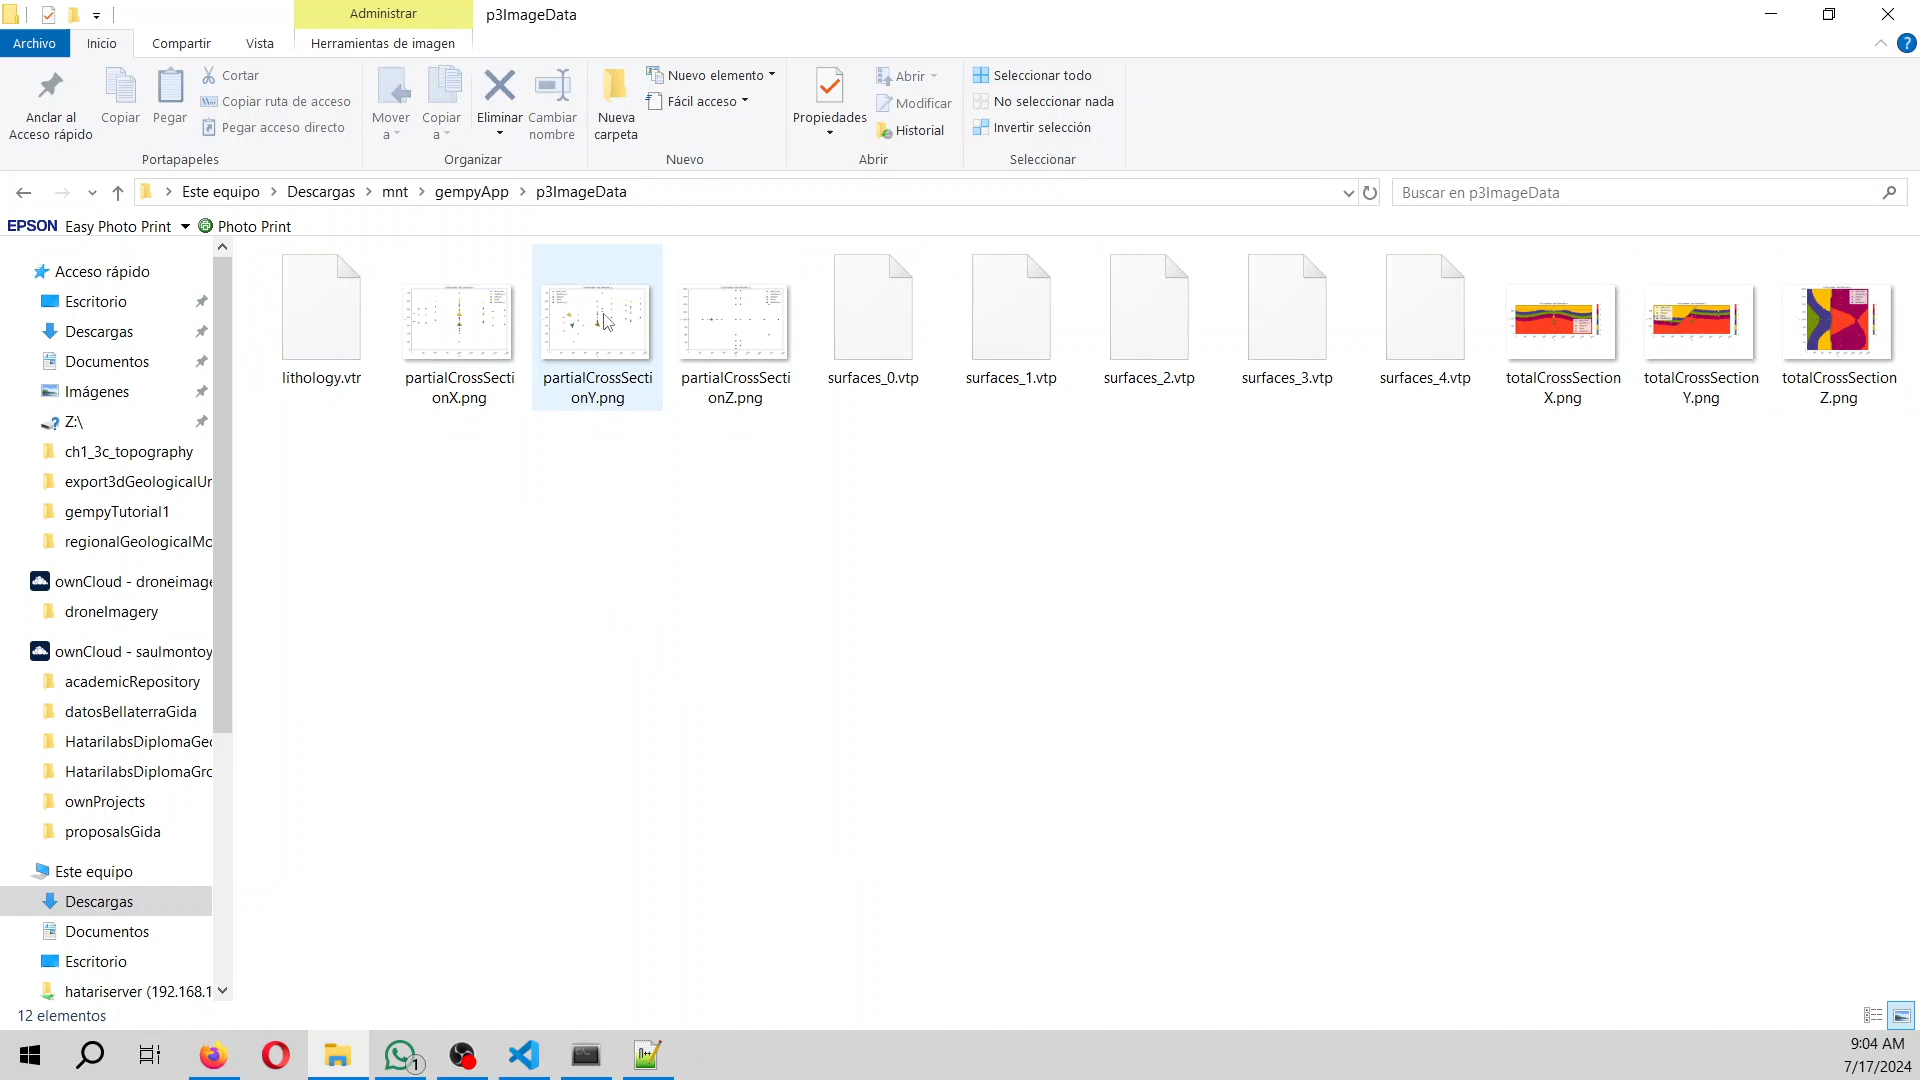 Administrar
p3ImageData
Archivo
Inicio
Compartir
Vista
Herramientas de imagen
?
Anclar al
Acceso rápido
Copiar
Pegar
Cortar
Copiar ruta de acceso
Pegar acceso directo
Portapapeles
Mover
a
Copiar
a
Eliminar
Cambiar
nombre
Organizar
Nueva
carpeta
Nuevo elemento
Fácil acceso
Nuevo
Propiedades
Abrir
Modificar
Historial
Abrir
Seleccionar todo
No seleccionar nada
Invertir selección
Seleccionar
Este equipo
Descargas
mnt
gempyApp
p3ImageData
Buscar en p3ImageData
EPSON Easy Photo Print
Photo Print
Acceso rápido
Escritorio
Descargas
Documentos
Imágenes
Z:\
ch1_3c_topography
export3dGeologicalUr
gempyTutorial1
regionalGeologicalMo
ownCloud - droneimage
droneImagery
ownCloud - saulmontoy
academicRepository
datosBellaterraGida
HatarilabsDiplomaGeo
HatarilabsDiplomaGro
ownProjects
proposalsGida
Este equipo
Descargas
Documentos
Escritorio
hatariserver (192.168.1
lithology.vtr
partialCrossSecti
onX.png
partialCrossSecti
onY.png
partialCrossSecti
onZ.png
surfaces_0.vtp
surfaces_1.vtp
surfaces_2.vtp
surfaces_3.vtp
surfaces_4.vtp
totalCrossSection
X.png
totalCrossSection
Y.png
totalCrossSection
Z.png
12 elementos
1
9:04 AM
7/17/2024